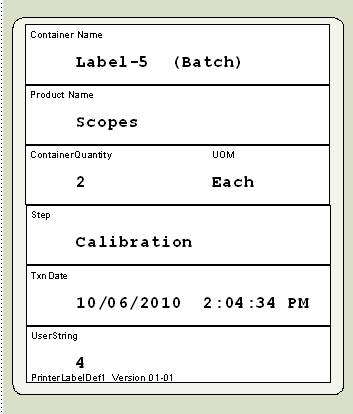 Container Name
Label-5 (Batch)
Product Name
Scopes
ContainerQuantity UOM
2 Each
Step
Calibration
Txn Date
10/06/2010 2:04:34 PM
UserString
4
PrinterLabelDef1 Version 01-01